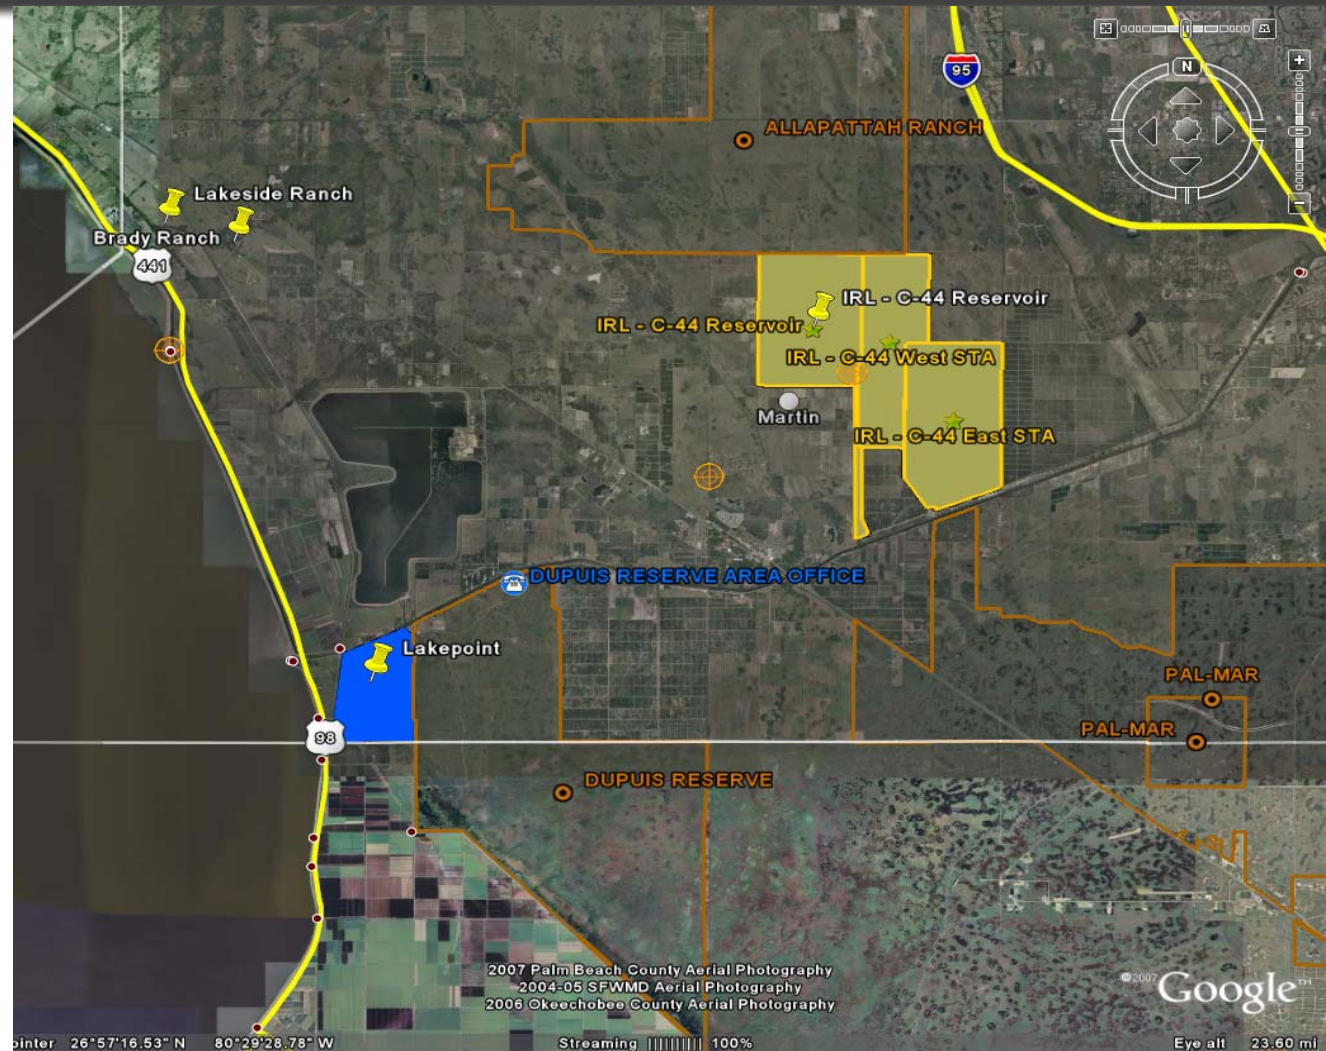 95
N
ALLAPATTAH RANCH
Lakeside Ranch
Brady Ranch
441
IRL - C-44 Reservoir
IRL - C-44 Reservoir
IRL - C-44 West STA
Martin
IRL - C-44 East STA
DUPUIS RESERVE AREA OFFICE
Lakepoint
PAL-MAR
PAL-MAR
98
DUPUIS RESERVE
2007 Palm Beach County Aerial Photography
2004-05 SFWMD Aerial Photography
2006 Okeechobee County Aerial Photography
©2007 Google™
ointer 26°57'16.53" N 80°29'28.78" W Streaming ||||||||| 100% Eye alt 23.60 mi